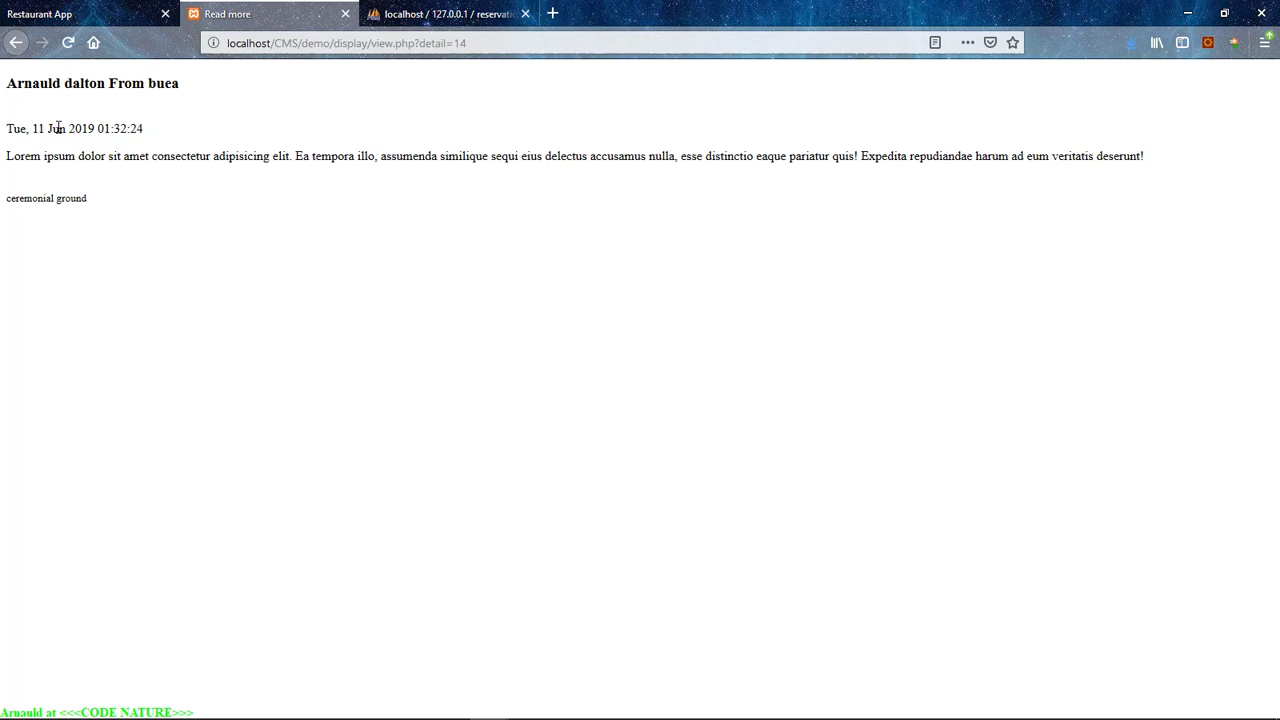 Restaurant App
Read more
localhost / 127.0.0.1 / reservati
localhost/CMS/demo/display/view.php?detail=14
Arnauld dalton From buea
Tue, 11 Jun 2019 01:32:24
Lorem ipsum dolor sit amet consectetur adipisicing elit. Ea tempora illo, assumenda similique sequi eius delectus accusamus nulla, esse distinctio eaque pariatur quis! Expedita repudiandae harum ad eum veritatis deserunt!
ceremonial ground
Arnauld at <<<CODE NATURE>>>